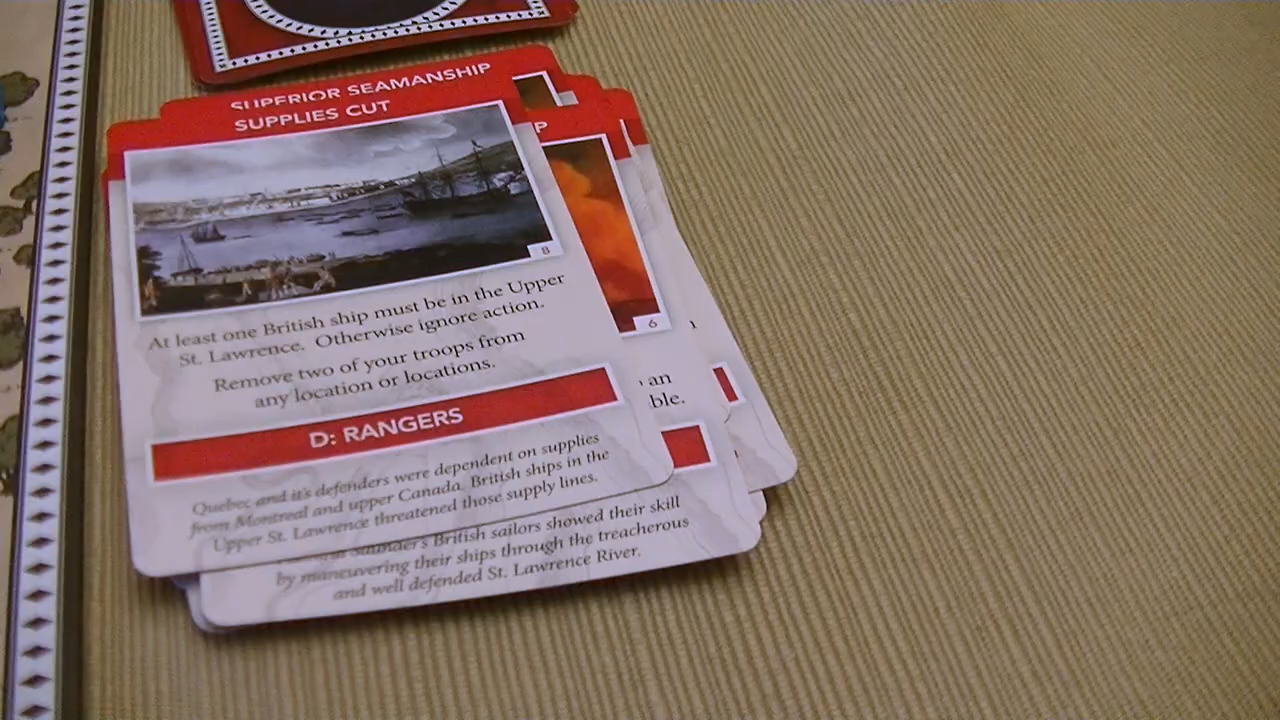 SUPERIOR SEAMANSHIP
SUPPLIES CUT
P
8
6
At least one British ship must be in the Upper
St. Lawrence. Otherwise ignore action.
Remove two of your troops from
any location or locations.
an
ble.
D: RANGERS
Quebec and it's defenders were dependent on supplies
from Montreal and upper Canada. British ships in the
Upper St. Lawrence threatened those supply lines.
Saunder's British sailors showed their skill
by maneuvering their ships through the treacherous
and well defended St. Lawrence River.